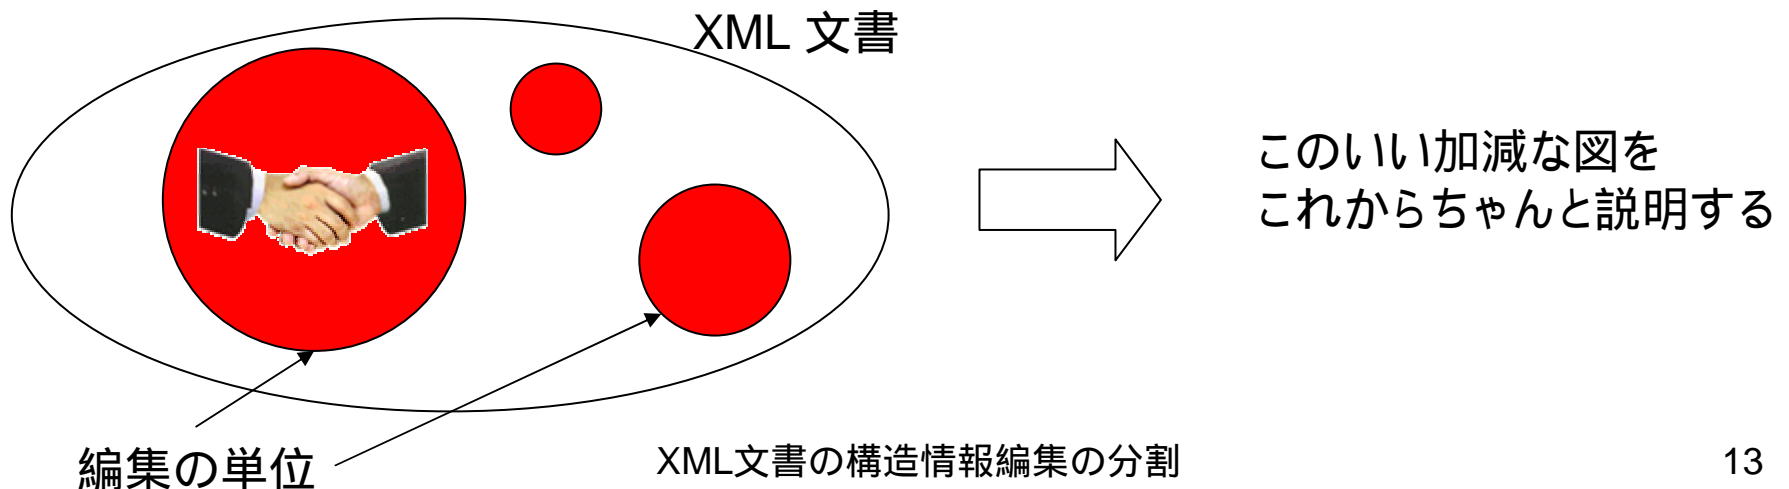 XML 文書
このいい加減な図を
これからちゃんと説明する
編集の単位
XML文書の構造情報編集の分割
13